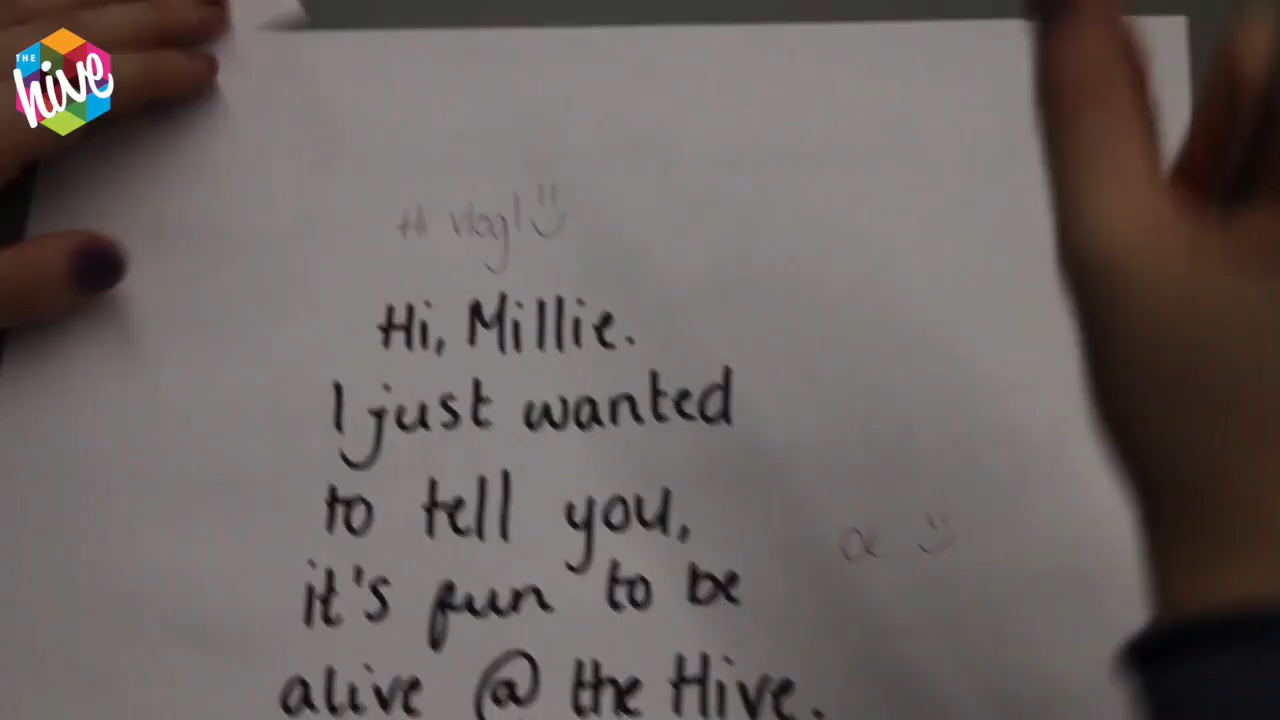 THE
hive
Hi vlog! :)
Hi, Millie.
I just wanted
to tell you,
it's fun to be
alive @ the Hive.